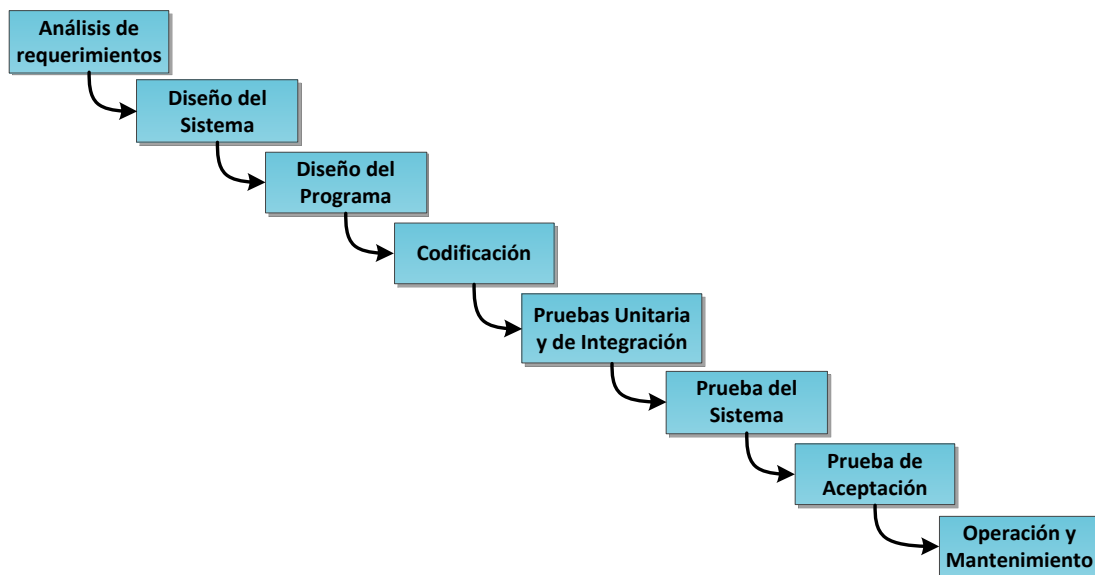 Análisis de
requerimientos
Diseño del
Sistema
Diseño del
Programa
Codificación
Pruebas Unitaria
y de Integración
Prueba del
Sistema
Prueba de
Aceptación
Operación y
Mantenimiento